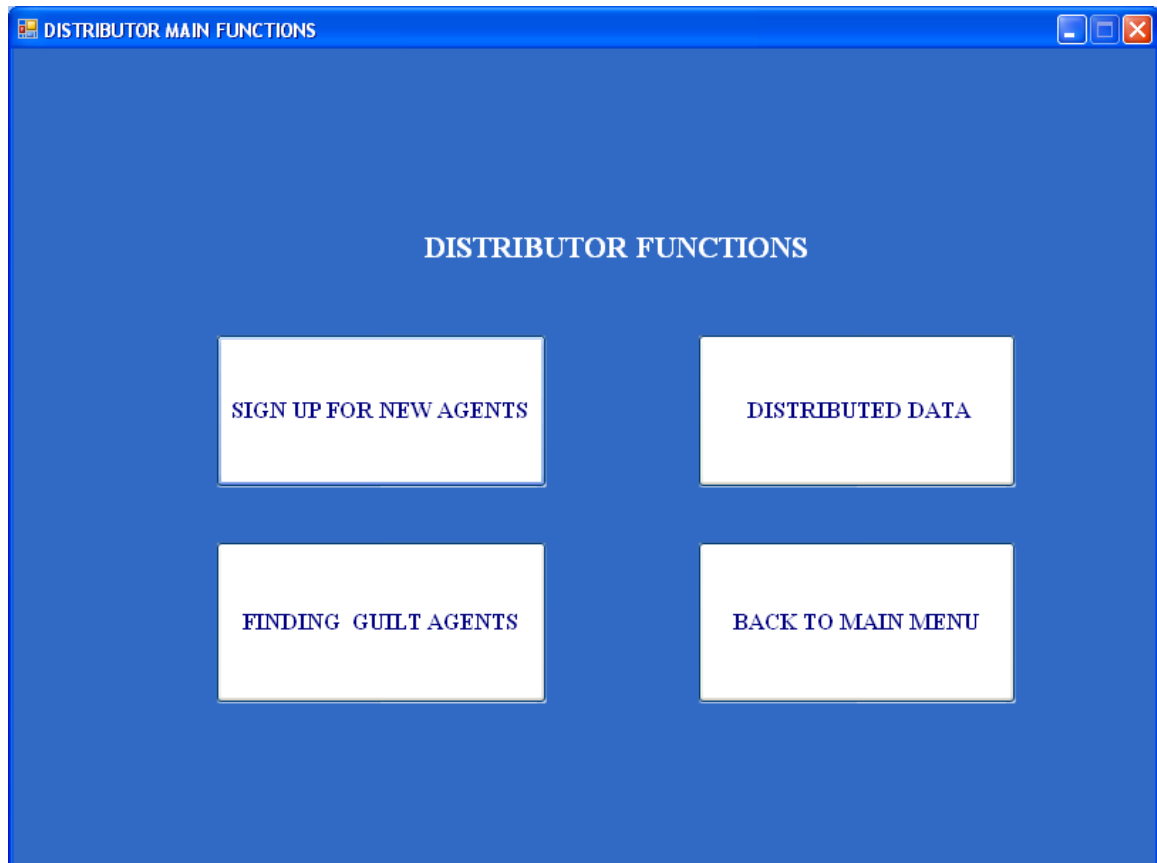 DISTRIBUTOR MAIN FUNCTIONS
DISTRIBUTOR FUNCTIONS
SIGN UP FOR NEW AGENTS
DISTRIBUTED DATA
FINDING  GUILT AGENTS
BACK TO MAIN MENU